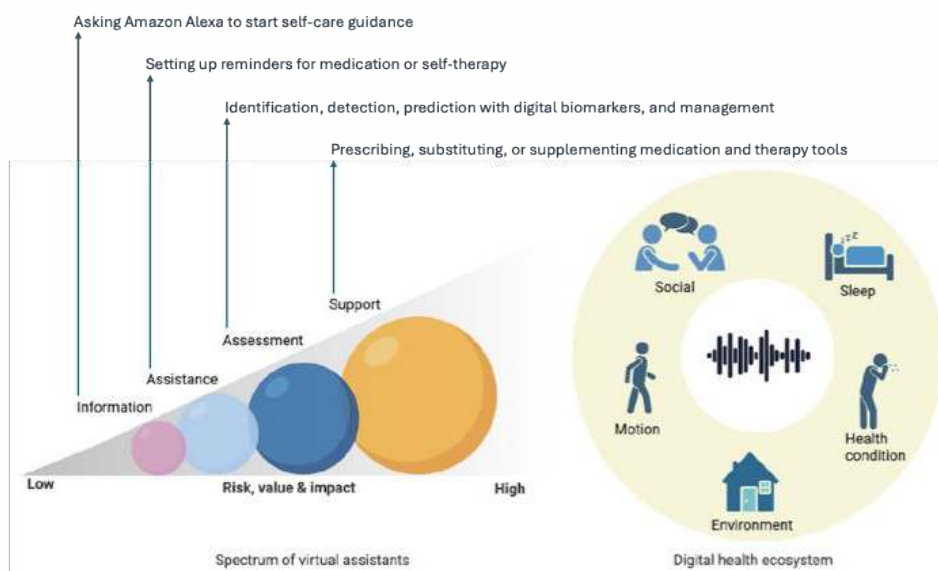 Asking Amazon Alexa to start self-care guidance
Setting up reminders for medication or self-therapy
Identification, detection, prediction with digital biomarkers, and management
Prescribing, substituting, or supplementing medication and therapy tools
Support
Assessment
Assistance
Information
Low
Risk, value & impact
High
Spectrum of virtual assistants
Social
zzz
Sleep
Motion
Health
condition
Environment
Digital health ecosystem